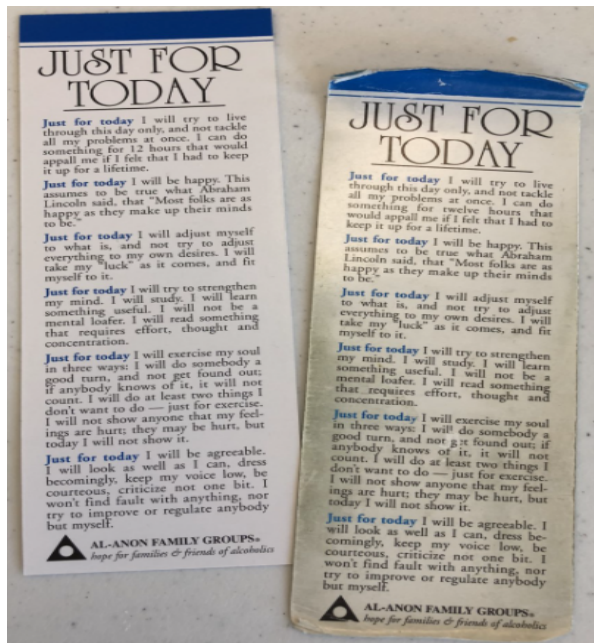 JUST FOR
TODAY
Just for today I will try to live
through this day only, and not tackle
all my problems at once. I can do
something for 12 hours that would
appall me if I felt that I had to keep
it up for a lifetime.
Just for today I will be happy. This
assumes to be true what Abraham
Lincoln said, that "Most folks are as
happy as they make up their minds
to be."
Just for today I will adjust myself
to what is, and not try to adjust
everything to my own desires. I will
take my "luck" as it comes, and fit
myself to it.
Just for today I will try to strengthen
my mind. I will study. I will learn
something useful. I will not be a
mental loafer. I will read something
that requires effort, thought and
concentration.
Just for today I will exercise my soul
in three ways: I will do somebody a
good turn, and not get found out;
if anybody knows of it, it will not
count. I will do at least two things I
don't want to do — just for exercise.
I will not show anyone that my feel-
ings are hurt; they may be hurt, but
today I will not show it.
Just for today I will be agreeable.
I will look as well as I can, dress
becomingly, keep my voice low, be
courteous, criticize not one bit. I
won't find fault with anything, nor
try to improve or regulate anybody
but myself.
AL-ANON FAMILY GROUPS®
hope for families & friends of alcoholics
JUST FOR
TODAY
Just for today I will try to live
through this day only, and not tackle
all my problems at once. I can do
something for twelve hours that
would appall me if I felt that I had to
keep it up for a lifetime.
Just for today I will be happy. This
assumes to be true what Abraham
Lincoln said, that "Most folks are as
happy as they make up their minds
to be."
Just for today I will adjust myself
to what is, and not try to adjust
everything to my own desires. I will
take my "luck" as it comes, and fit
myself to it.
Just for today I will try to strengthen
my mind. I will study. I will learn
something useful. I will not be a
mental loafer. I will read something
that requires effort, thought and
concentration.
Just for today I will exercise my soul
in three ways: I will do somebody a
good turn, and not get found out; if
anybody knows of it, it will not
count. I will do at least two things I
don't want to do — just for exercise.
I will not show anyone that my feel-
ings are hurt; they may be hurt, but
today I will not show it.
Just for today I will be agreeable. I
will look as well as I can, dress be-
comingly, keep my voice low, be
courteous, criticize not one bit. I
won't find fault with anything, nor
try to improve or regulate anybody
but myself.
AL-ANON FAMILY GROUPS®
hope for families & friends of alcoholics